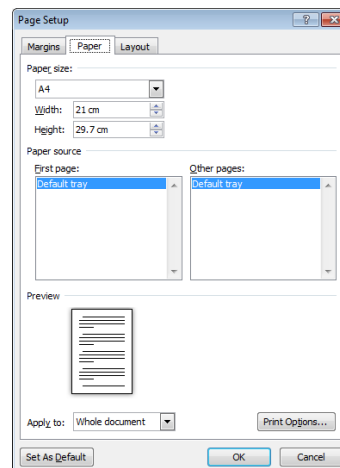 Page Setup
Margins Paper Layout
Paper size:
A4
Width: 21 cm
Height: 29.7 cm
Paper source
First page: Other pages:
Default tray Default tray
Preview
Apply to: Whole document Print Options...
Set As Default OK Cancel